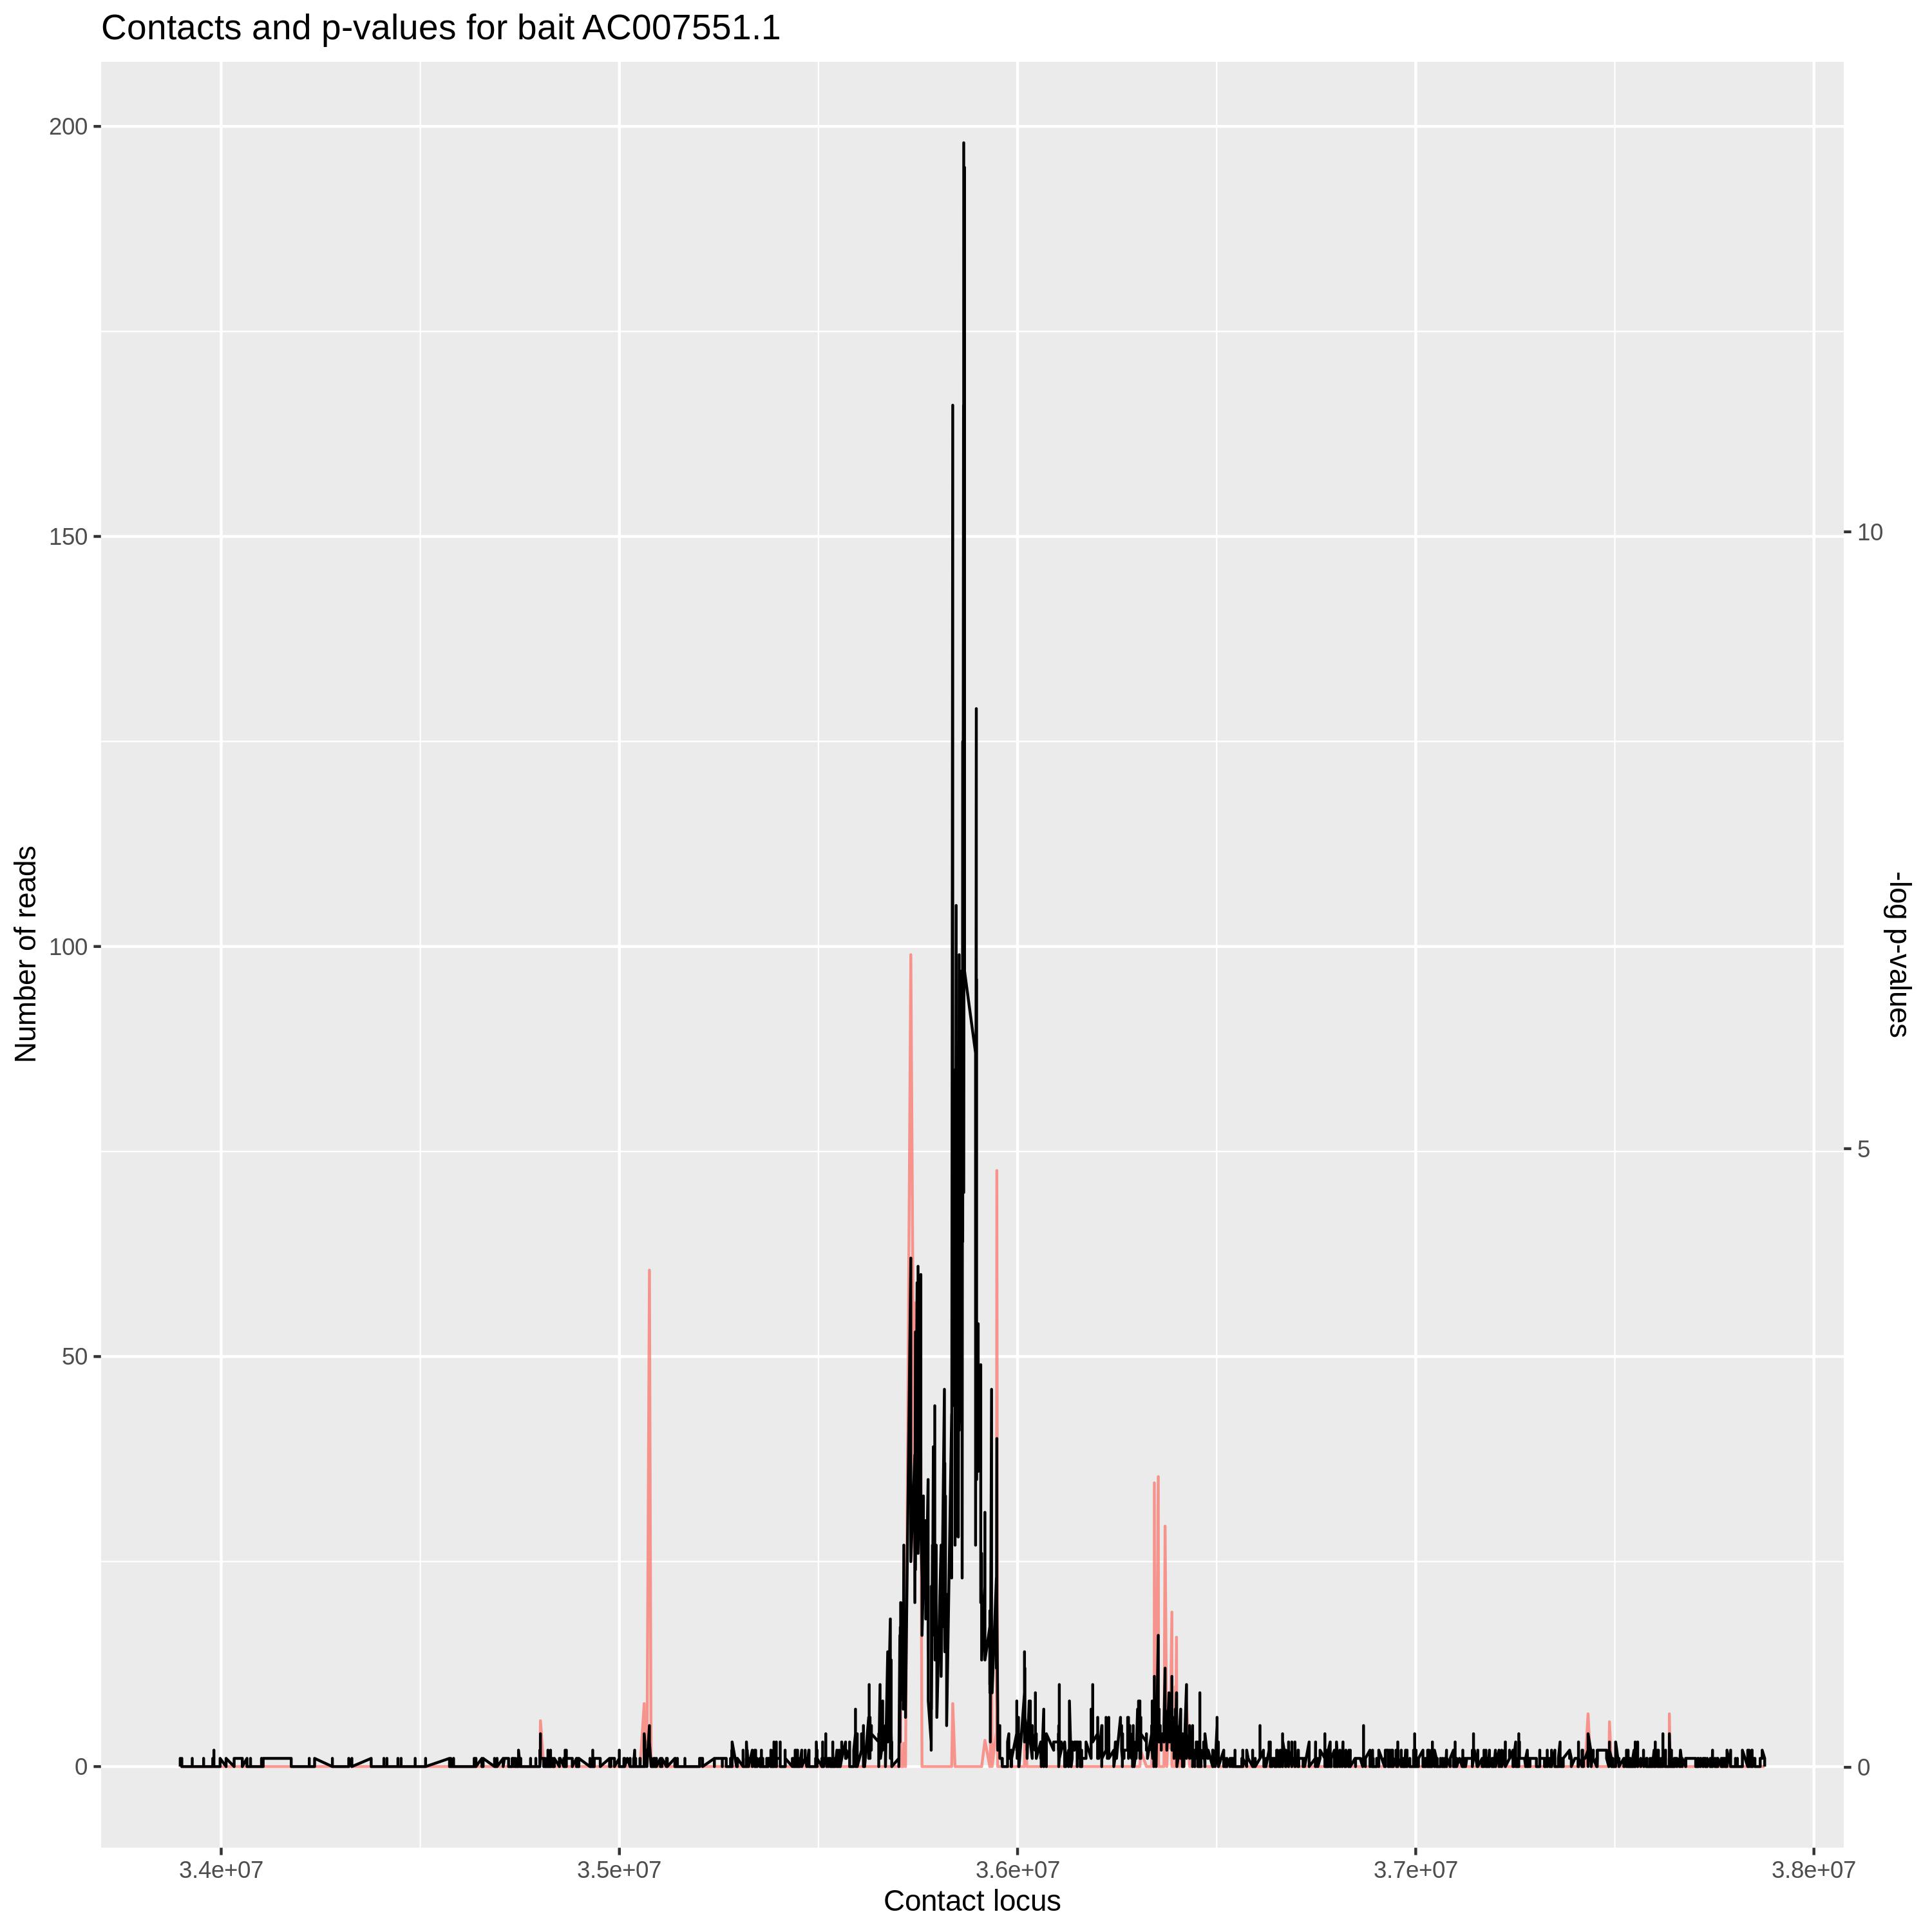 Contacts and p-values for bait AC007551.1
200
150
100
50
0
10
5
0
Number of reads
-log p-values
3.4e+07 3.5e+07 3.6e+07 3.7e+07 3.8e+07
Contact locus